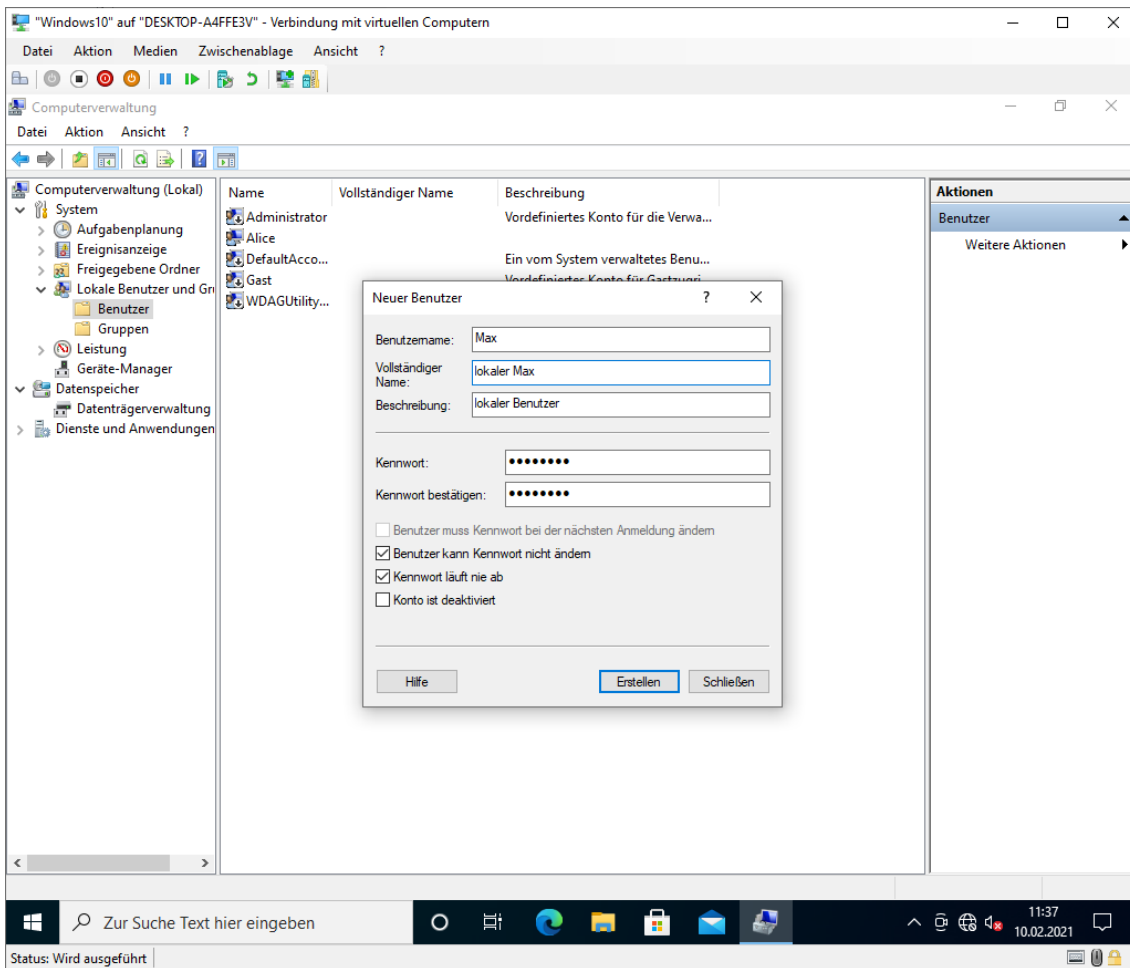 "Windows10" auf "DESKTOP-A4FFE3V" - Verbindung mit virtuellen Computern
Datei Aktion Medien Zwischenablage Ansicht ?
Computerverwaltung
Datei Aktion Ansicht ?
Computerverwaltung (Lokal)
System
Aufgabenplanung
Ereignisanzeige
Freigegebene Ordner
Lokale Benutzer und Gru
Benutzer
Gruppen
Leistung
Geräte-Manager
Datenspeicher
Datenträgerverwaltung
Dienste und Anwendungen
Name Vollständiger Name Beschreibung
Administrator Vordefiniertes Konto für die Verwa...
Alice
DefaultAcco... Ein vom System verwaltetes Benu...
Gast Vordefiniertes Konto für Gastzugri...
WDAGUtility...
Aktionen
Benutzer
Weitere Aktionen
Neuer Benutzer ?
Benutzername: Max
Vollständiger Name: lokaler Max
Beschreibung: lokaler Benutzer
Kennwort: ••••••••
Kennwort bestätigen: ••••••••
Benutzer muss Kennwort bei der nächsten Anmeldung ändern
Benutzer kann Kennwort nicht ändern
Kennwort läuft nie ab
Konto ist deaktiviert
Hilfe Erstellen Schließen
Zur Suche Text hier eingeben
11:37
10.02.2021
Status: Wird ausgeführt